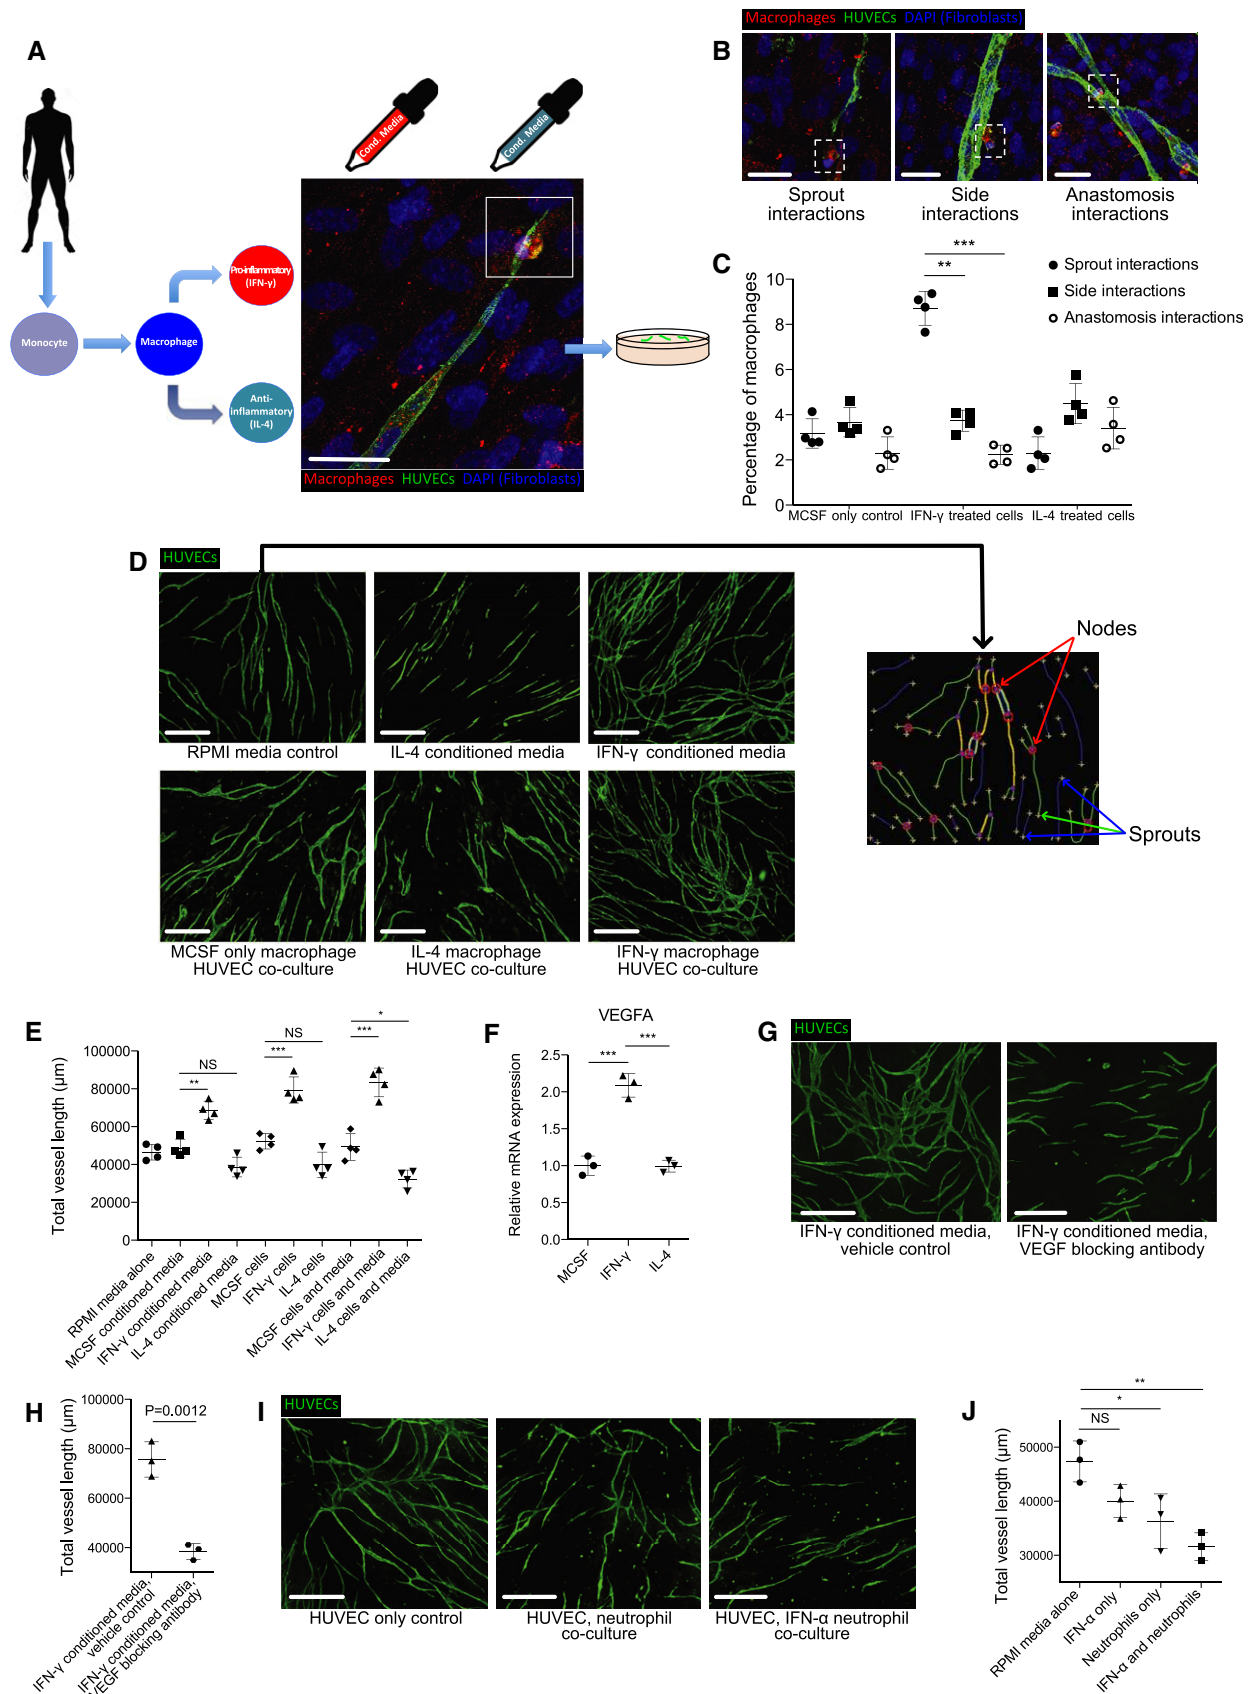 A
Cond. Media
Cond. Media
Monocyte
Macrophage
Pro-inflammatory
(IFN-γ)
Anti-
inflammatory
(IL-4)
Macrophages HUVECs DAPI (Fibroblasts)
B
Macrophages HUVECs DAPI (Fibroblasts)
Sprout
interactions
Side
interactions
Anastomosis
interactions
C
Percentage of macrophages
10
8
6
4
2
0
***
**
Sprout interactions
Side interactions
Anastomosis interactions
MCSF only control
IFN-γ treated cells
IL-4 treated cells
D
HUVECs
RPMI media control
IL-4 conditioned media
IFN-γ conditioned media
MCSF only macrophage
HUVEC co-culture
IL-4 macrophage
HUVEC co-culture
IFN-γ macrophage
HUVEC co-culture
Nodes
Sprouts
E
Total vessel length (µm)
100000
80000
60000
40000
20000
0
NS
**
NS
***
*
***
RPMI media alone
MCSF conditioned media
IFN-γ conditioned media
IL-4 conditioned media
MCSF cells
IFN-γ cells
IL-4 cells
MCSF cells and media
IFN-γ cells and media
IL-4 cells and media
F
VEGFA
Relative mRNA expression
2.5
2.0
1.5
1.0
0.5
0.0
***
***
MCSF
IFN-γ
IL-4
G
HUVECs
IFN-γ conditioned media,
vehicle control
IFN-γ conditioned media,
VEGF blocking antibody
H
Total vessel length (µm)
100000
80000
60000
40000
P=0.0012
IFN-γ conditioned media,
vehicle control
IFN-γ conditioned media,
VEGF blocking antibody
I
HUVECs
HUVEC only control
HUVEC, neutrophil
co-culture
HUVEC, IFN-α neutrophil
co-culture
J
Total vessel length (µm)
50000
40000
30000
**
*
NS
RPMI media alone
IFN-α only
Neutrophils only
IFN-α and neutrophils